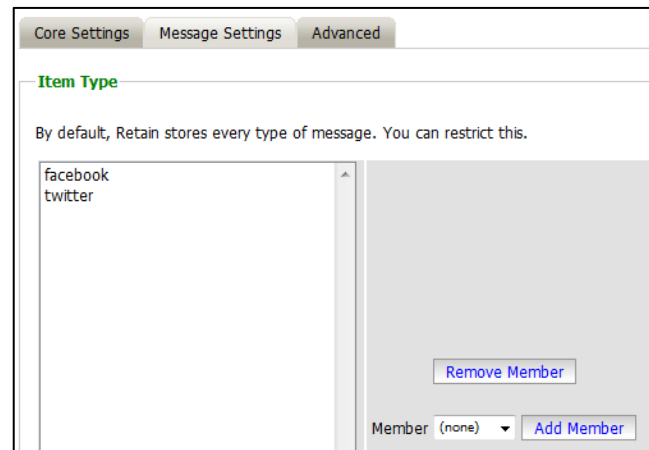 Core Settings Message Settings Advanced
Item Type
By default, Retain stores every type of message. You can restrict this.
facebook
twitter
Remove Member
Member (none) Add Member